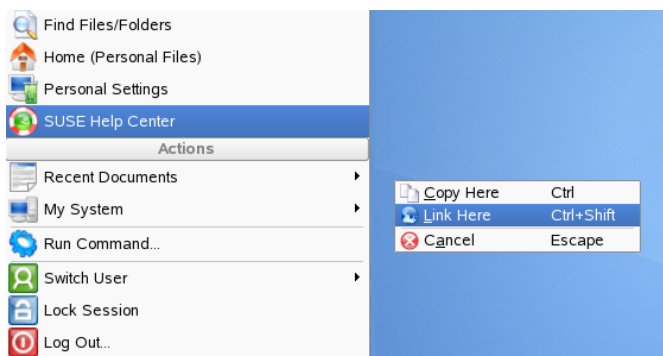 Find Files/Folders
Home (Personal Files)
Personal Settings
SUSE Help Center
Actions
Recent Documents
My System
Run Command...
Switch User
Lock Session
Log Out...
Copy Here Ctrl
Link Here Ctrl+Shift
Cancel Escape